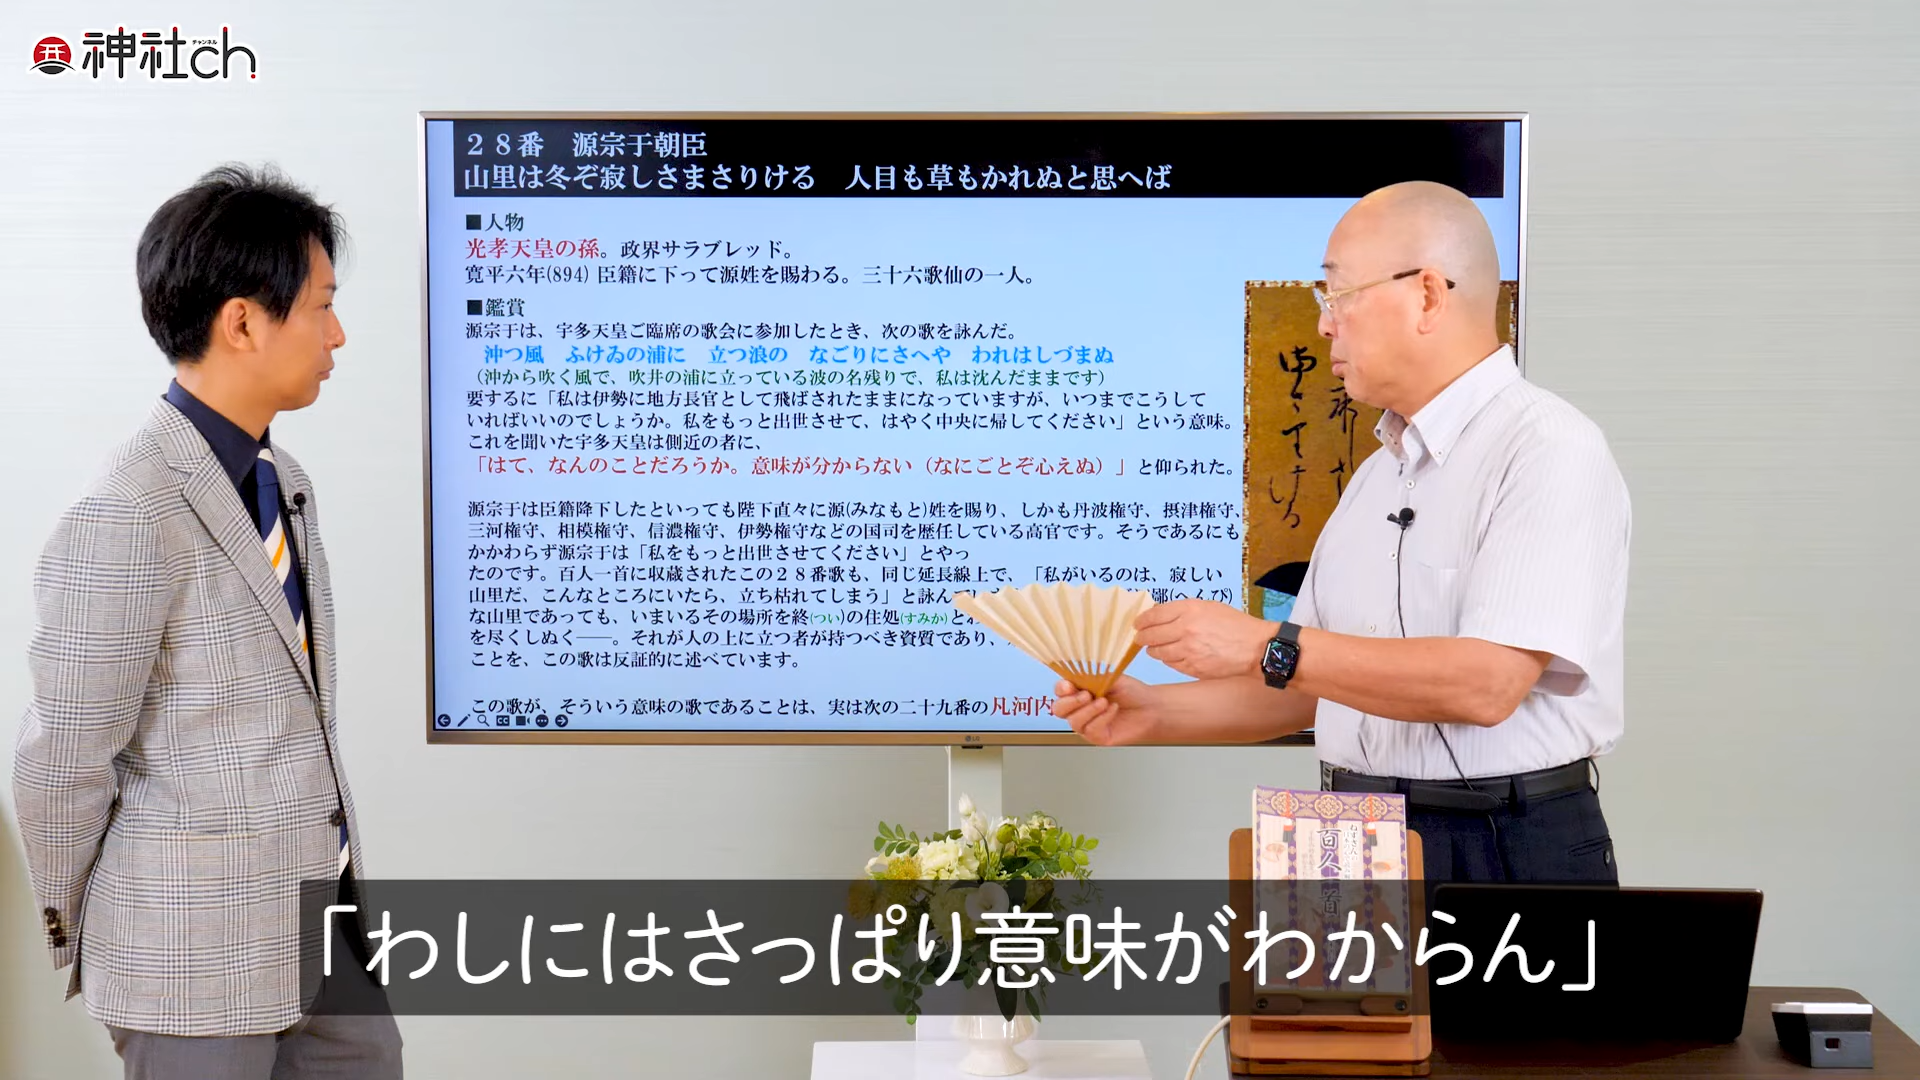 神社ch
チャンネル
２８番　源宗于朝臣
山里は冬ぞ寂しさまさりける　人目も草もかれぬと思へば
■人物
光孝天皇の孫。政界サラブレッド。
寛平六年(894) 臣籍に下って源姓を賜わる。三十六歌仙の一人。
■鑑賞
源宗于は、宇多天皇ご臨席の歌会に参加したとき、次の歌を詠んだ。
沖つ風　ふけゐの浦に　立つ浪の　なごりにさへや　われはしづまぬ
（沖から吹く風で、吹井の浦に立っている波の名残りで、私は沈んだままです）
要するに「私は伊勢に地方長官として飛ばされたままになっていますが、いつまでこうして
いればいいのでしょうか。私をもっと出世させて、はやく中央に帰してください」という意味。
これを聞いた宇多天皇は側近の者に、
「はて、なんのことだろうか。意味が分からない（なにごとぞ心えぬ）」と仰られた。
源宗于は臣籍降下したといっても陛下直々に源(みなもと)姓を賜り、しかも丹波権守、摂津権守、
三河権守、相模権守、信濃権守、伊勢権守などの国司を歴任している高官です。そうであるにも
かかわらず源宗于は「私をもっと出世させてください」とやっ
たのです。百人一首に収蔵されたこの２８番歌も、同じ延長線上で、「私がいるのは、寂しい
山里だ、こんなところにいたら、立ち枯れてしまう」と詠んで
鄙(へんぴ)
な山里であっても、いまいるその場所を終(つい)の住処(すみか)と
を尽くしぬく──。それが人の上に立つ者が持つべき資質であり、
ことを、この歌は反証的に述べています。
この歌が、そういう意味の歌であることは、実は次の二十九番の凡河内
LG
百人一首
「わしにはさっぱり意味がわからん」